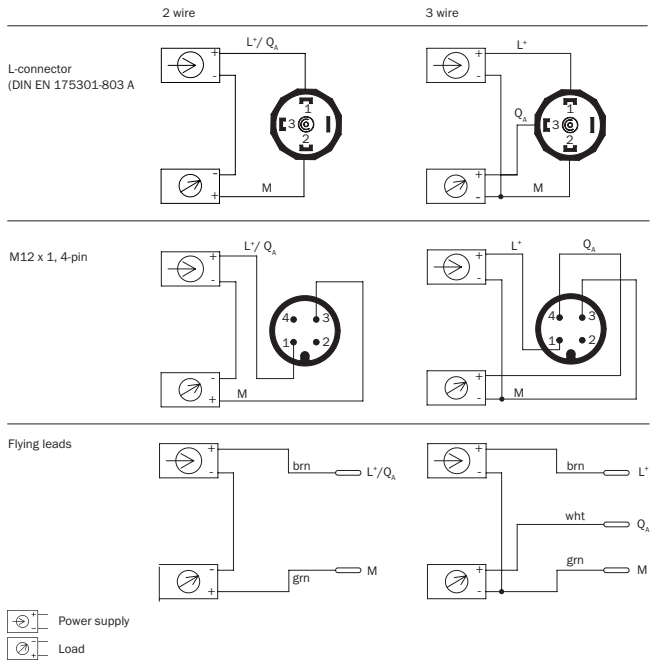 2 wire
3 wire
L-connector
(DIN EN 175301-803 A
+
L⁺/ Q_A
-
1
3
2
-
+
M
+
L⁺
-
1
Q_A
3
2
+
-
M
M12 x 1, 4-pin
+
L⁺/ Q_A
-
4
3
1
2
-
+
M
+
L⁺
Q_A
-
4
3
1
2
+
-
M
Flying leads
+
-
brn
L⁺/Q_A
-
+
grn
M
+
-
brn
L⁺
wht
Q_A
+
-
grn
M
+
-
Power supply
-
+
Load